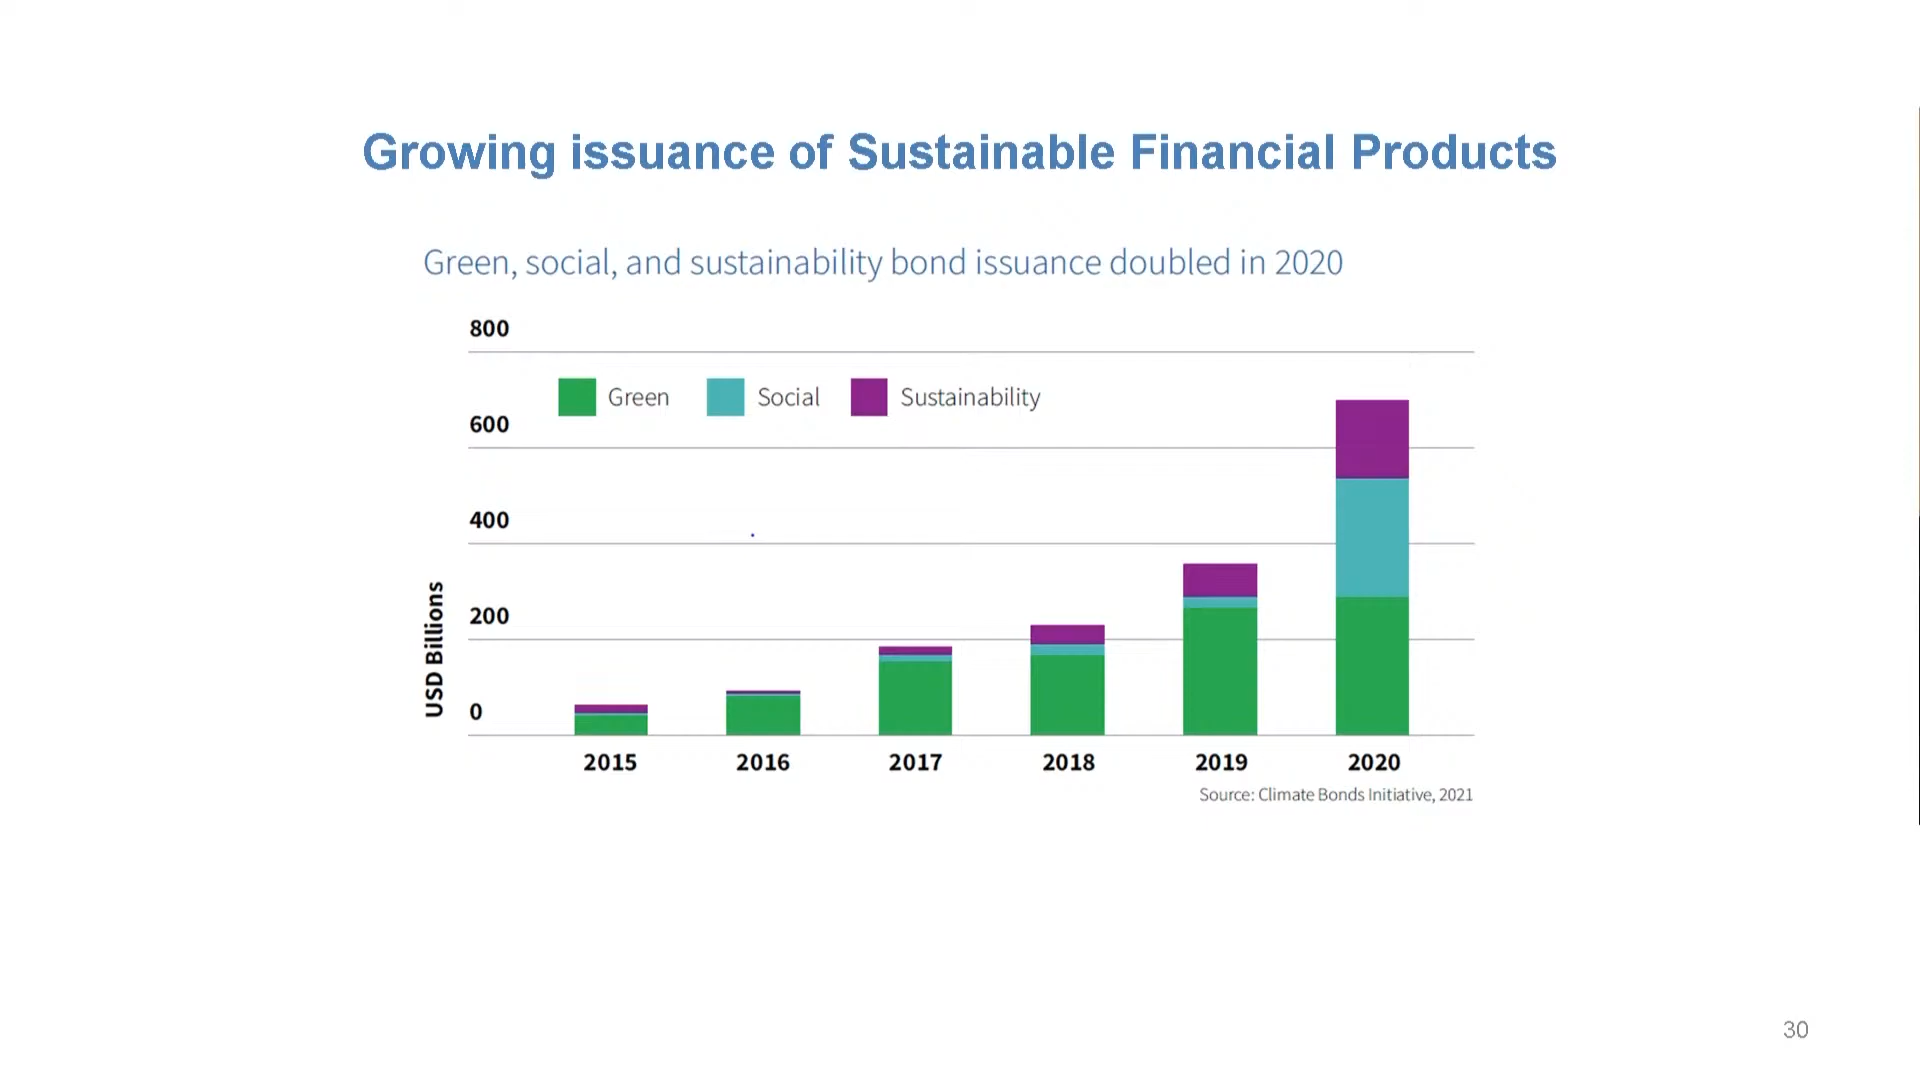 Growing issuance of Sustainable Financial Products
Green, social, and sustainability bond issuance doubled in 2020
800
Green Social Sustainability
600
400
200
USD Billions
0
2015 2016 2017 2018 2019 2020
Source: Climate Bonds Initiative, 2021
30